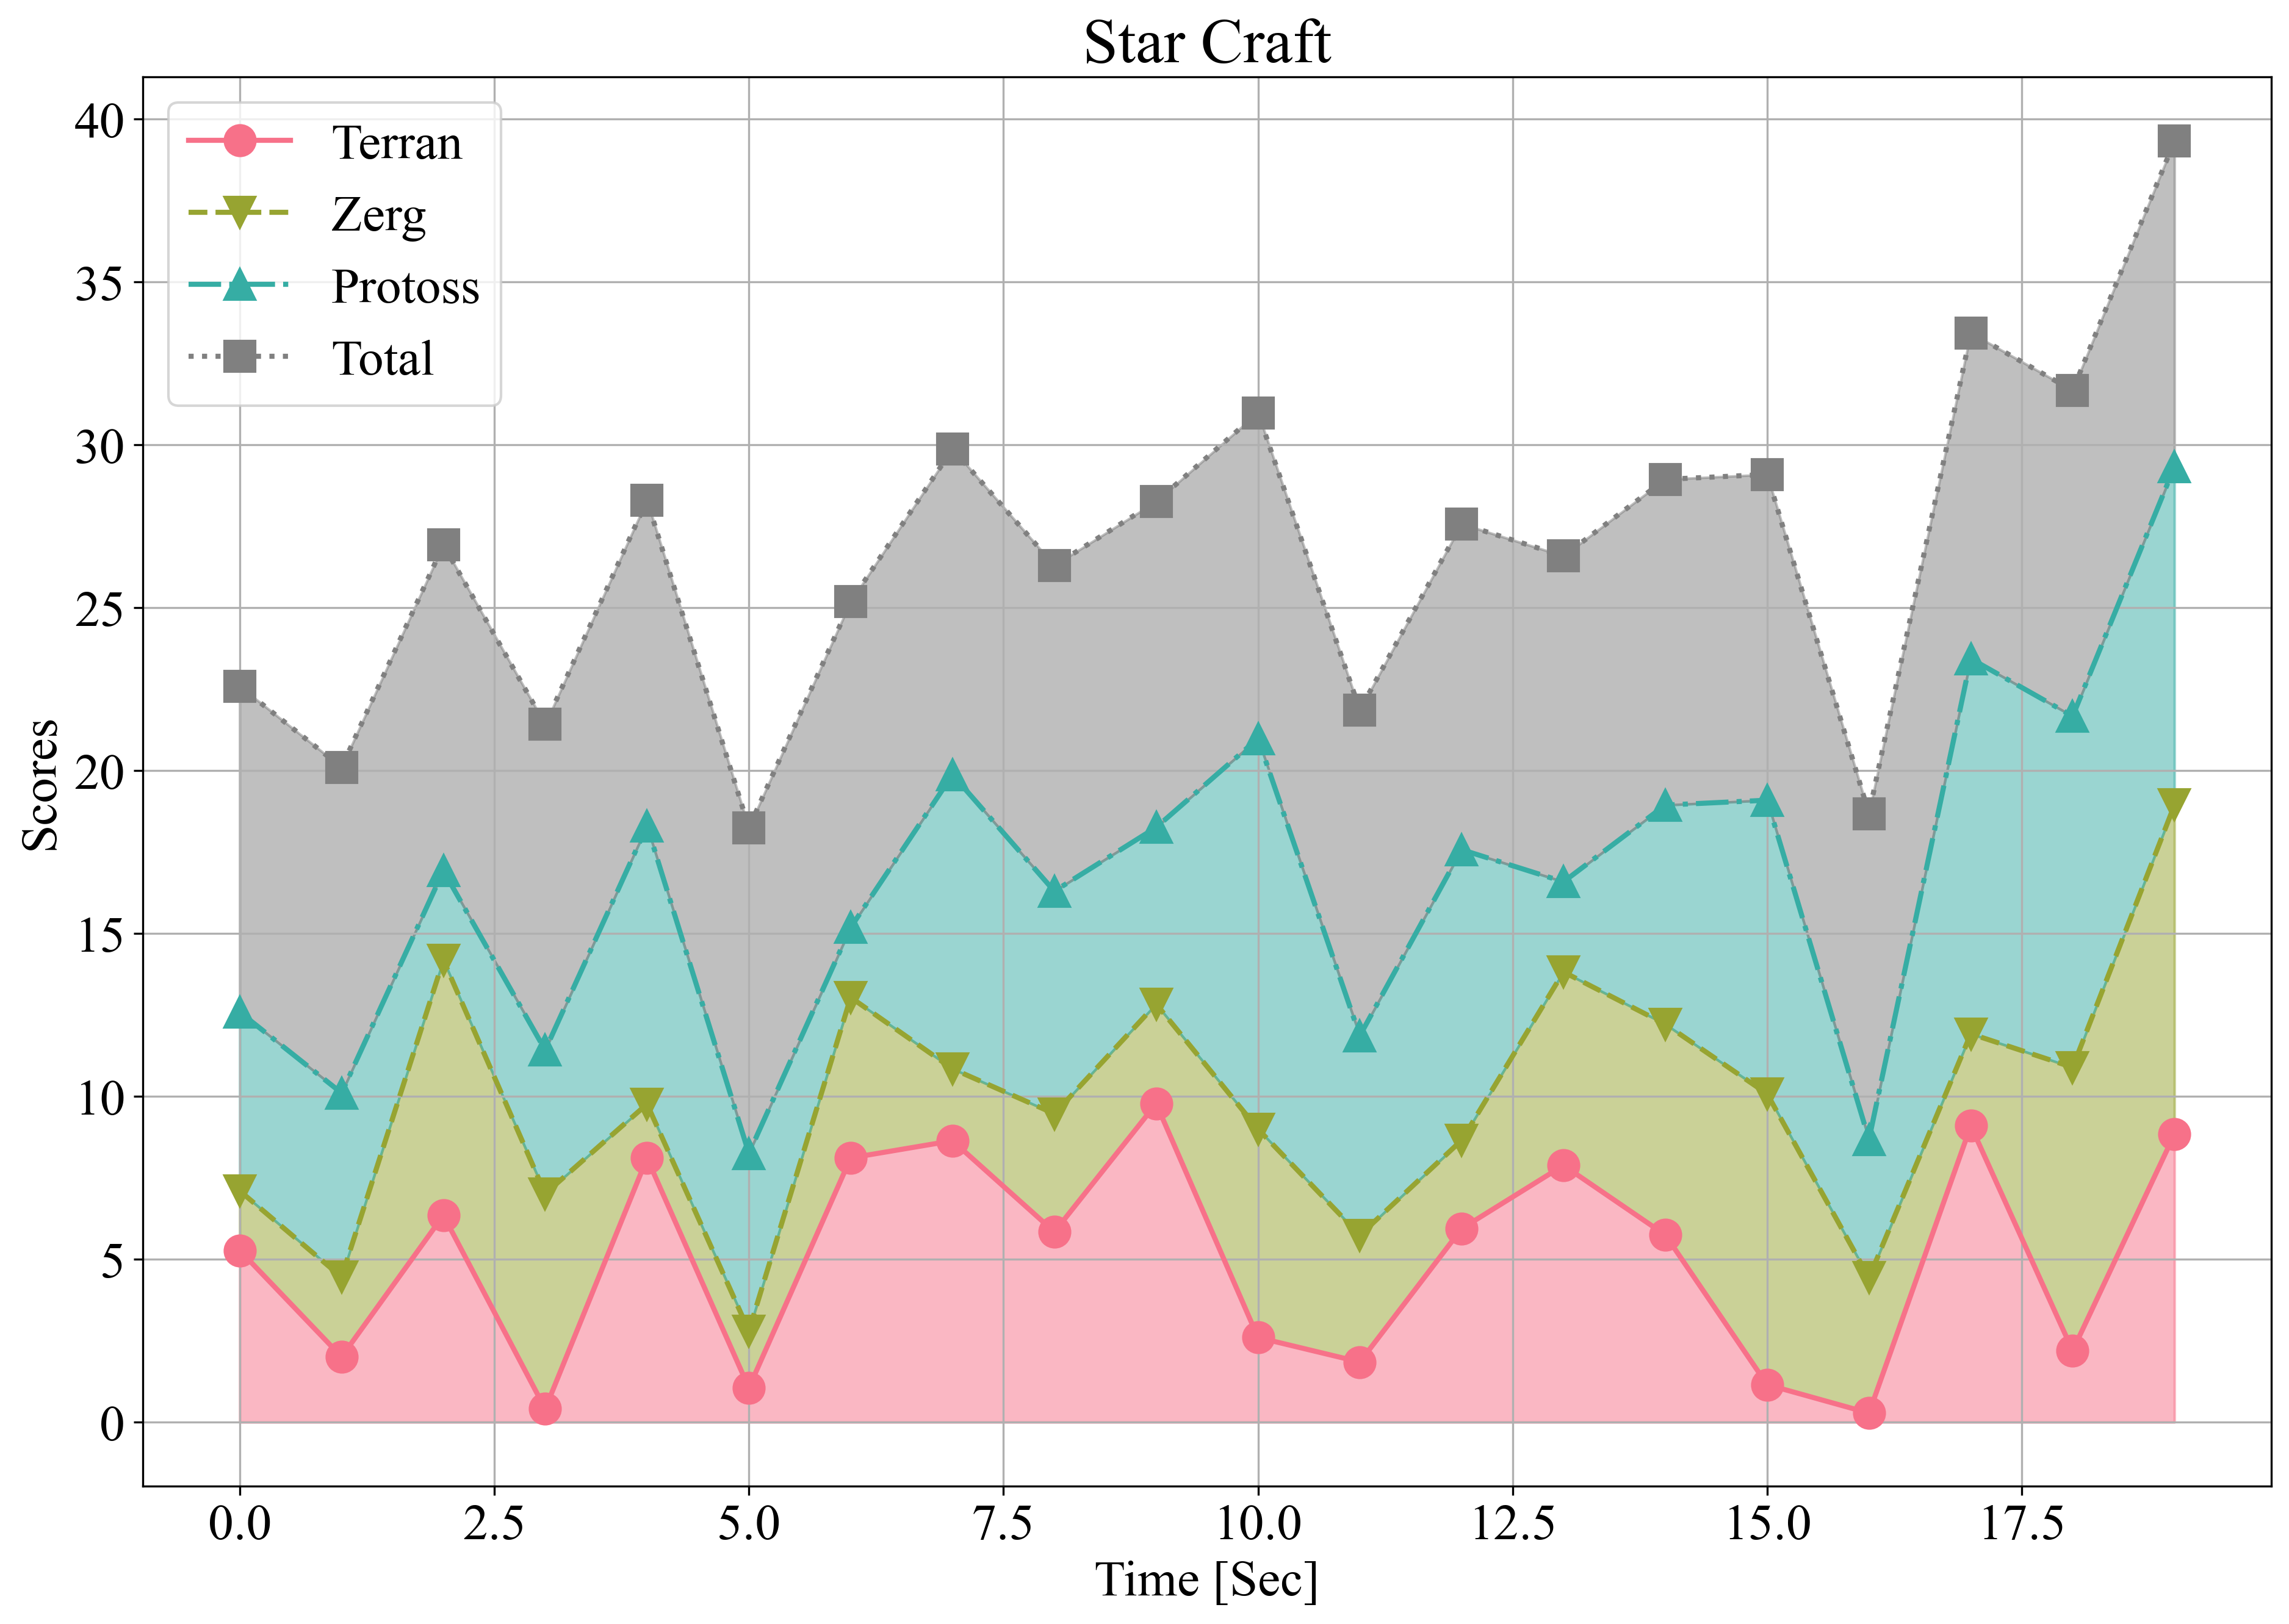 Star Craft
Terran
Zerg
Protoss
Total
Scores
40
35
30
25
20
15
10
5
0
0.0 2.5 5.0 7.5 10.0 12.5 15.0 17.5
Time [Sec]